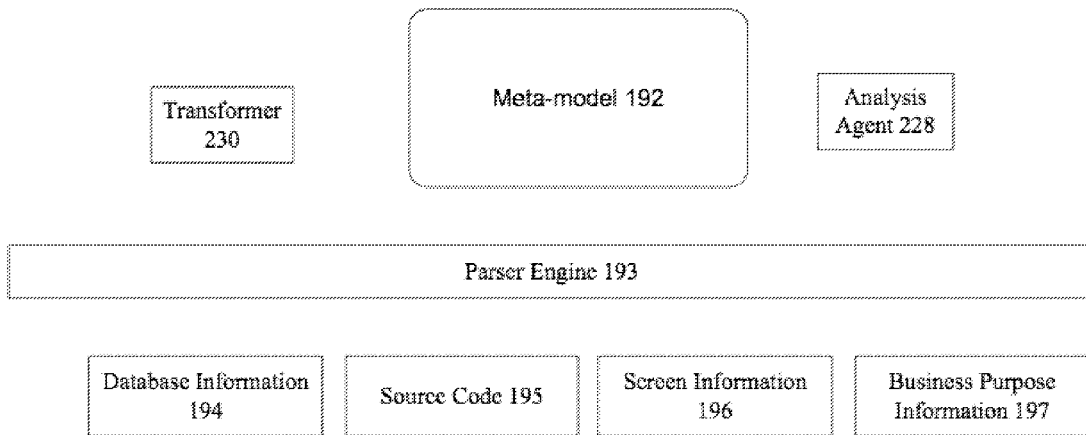 Transformer
230
Meta-model 192
Analysis
Agent 228
Parser Engine 193
Database Information
194
Source Code 195
Screen Information
196
Business Purpose
Information 197